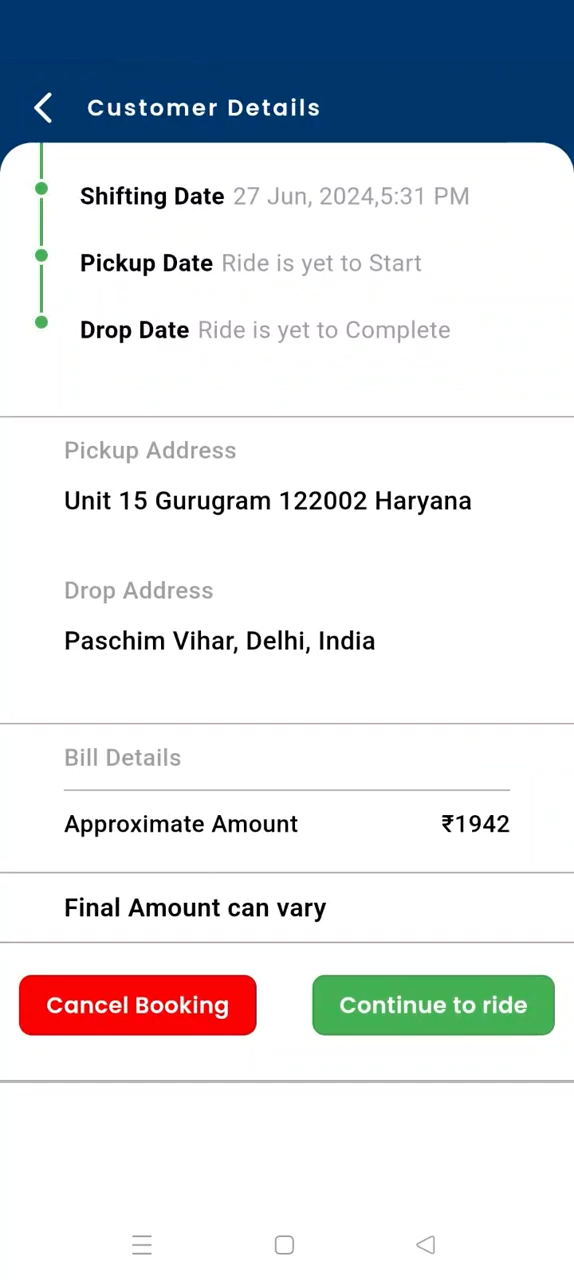 Customer Details
Shifting Date 27 Jun, 2024,5:31 PM
Pickup Date Ride is yet to Start
Drop Date Ride is yet to Complete
Pickup Address
Unit 15 Gurugram 122002 Haryana
Drop Address
Paschim Vihar, Delhi, India
Bill Details
Approximate Amount ₹1942
Final Amount can vary
Cancel Booking Continue to ride